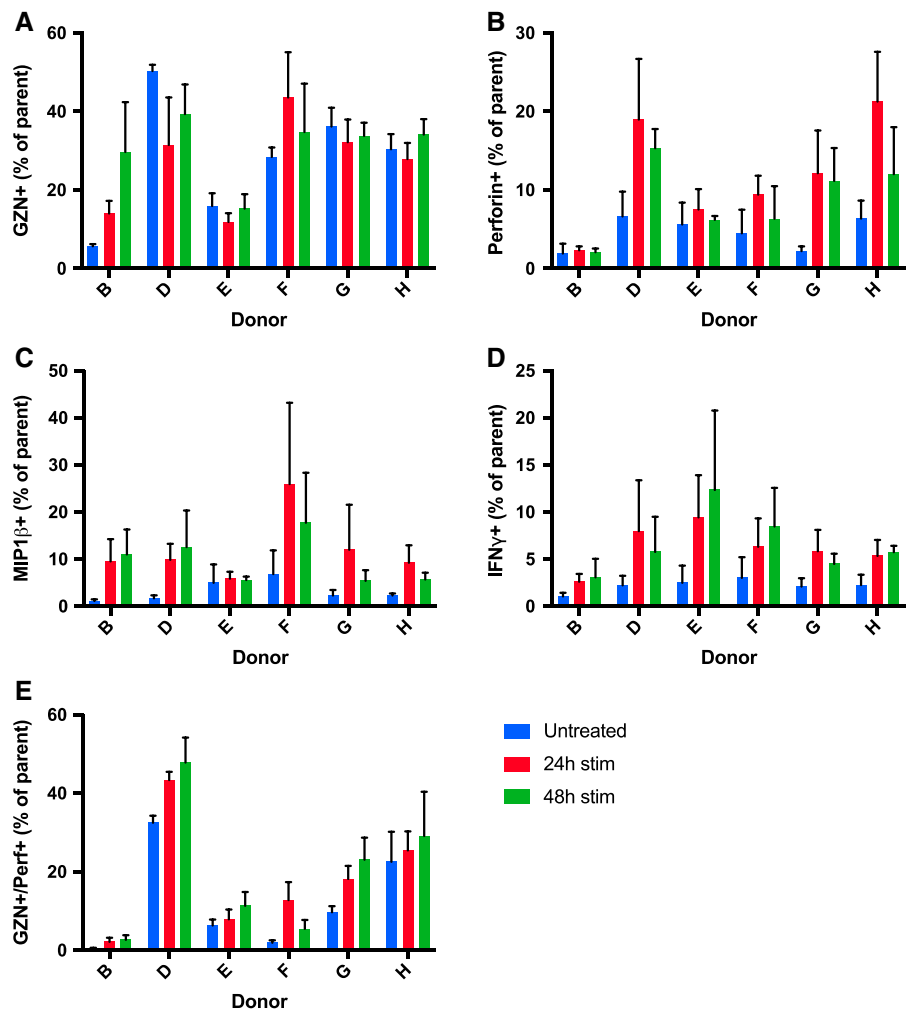 A
GZN+ (% of parent)
60
40
20
0
B D E F G H
Donor
B
Perforin+ (% of parent)
30
20
10
0
B D E F G H
Donor
C
MIP1β+ (% of parent)
50
40
30
20
10
0
B D E F G H
Donor
D
IFNγ+ (% of parent)
25
20
15
10
5
0
B D E F G H
Donor
E
GZN+/Perf+ (% of parent)
60
40
20
0
B D E F G H
Donor
Untreated
24h stim
48h stim